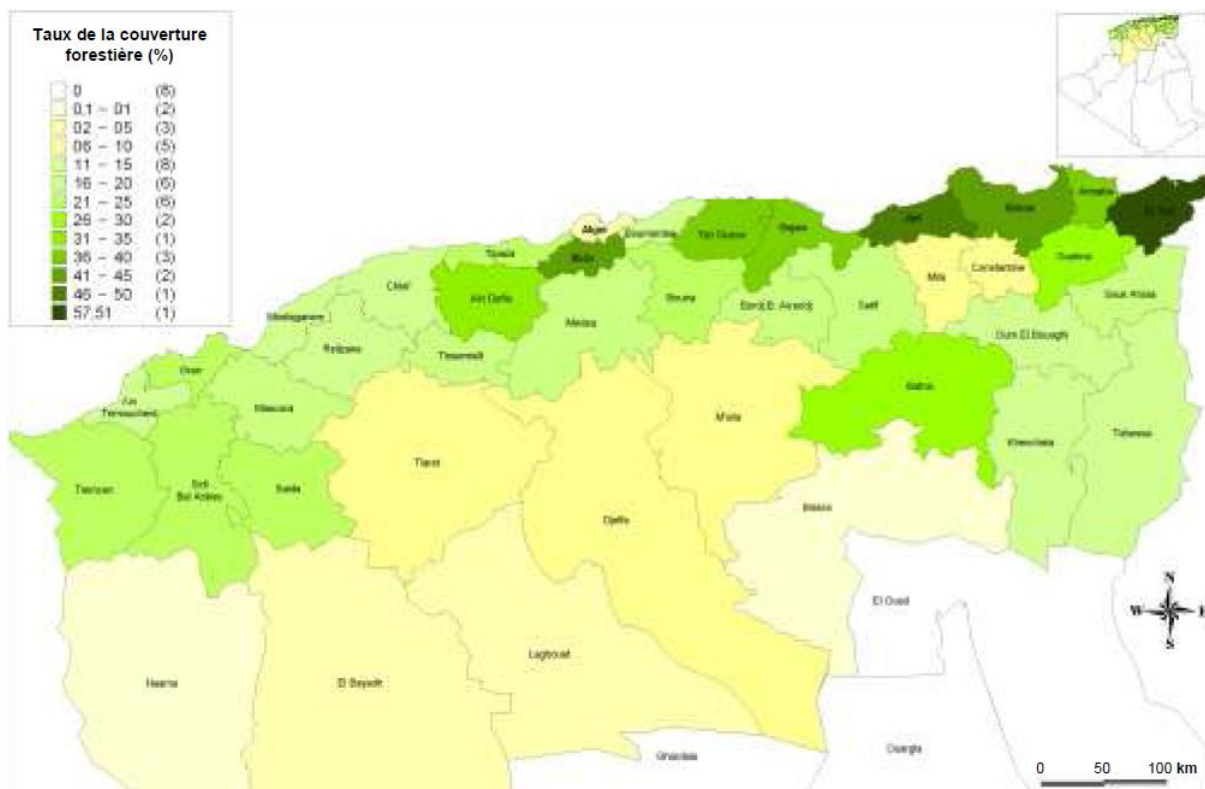 Taux de la couverture
forestière (%)
0 (8)
0,1 – 01 (2)
02 – 05 (3)
06 – 10 (5)
11 – 15 (8)
16 – 20 (6)
21 – 25 (6)
26 – 30 (2)
31 – 35 (1)
36 – 40 (3)
41 – 45 (2)
46 – 50 (1)
57,51 (1)
Annaba
El Tarf
Skikda
Jijel
Alger
Boumerdes
Tizi Ouzou
Bejaia
Tipaza
Blida
Guelma
Constantine
Mila
Chlef
Ain Defla
Souk Ahras
Bouira
Bordj B. Arreridj
Setif
Medea
Mostaganem
Oum El Bouaghi
Relizane
Tissemsilt
Oran
Batna
Ain
Temouchent
Mascara
M'sila
Tiaret
Khenchela
Tebessa
Tlemcen
Sidi
Bel Abbes
Saida
Biskra
Djelfa
El Oued
N
W E
S
Laghouat
Naama
El Bayadh
Ghardaia
Ouargla
0 50 100 km